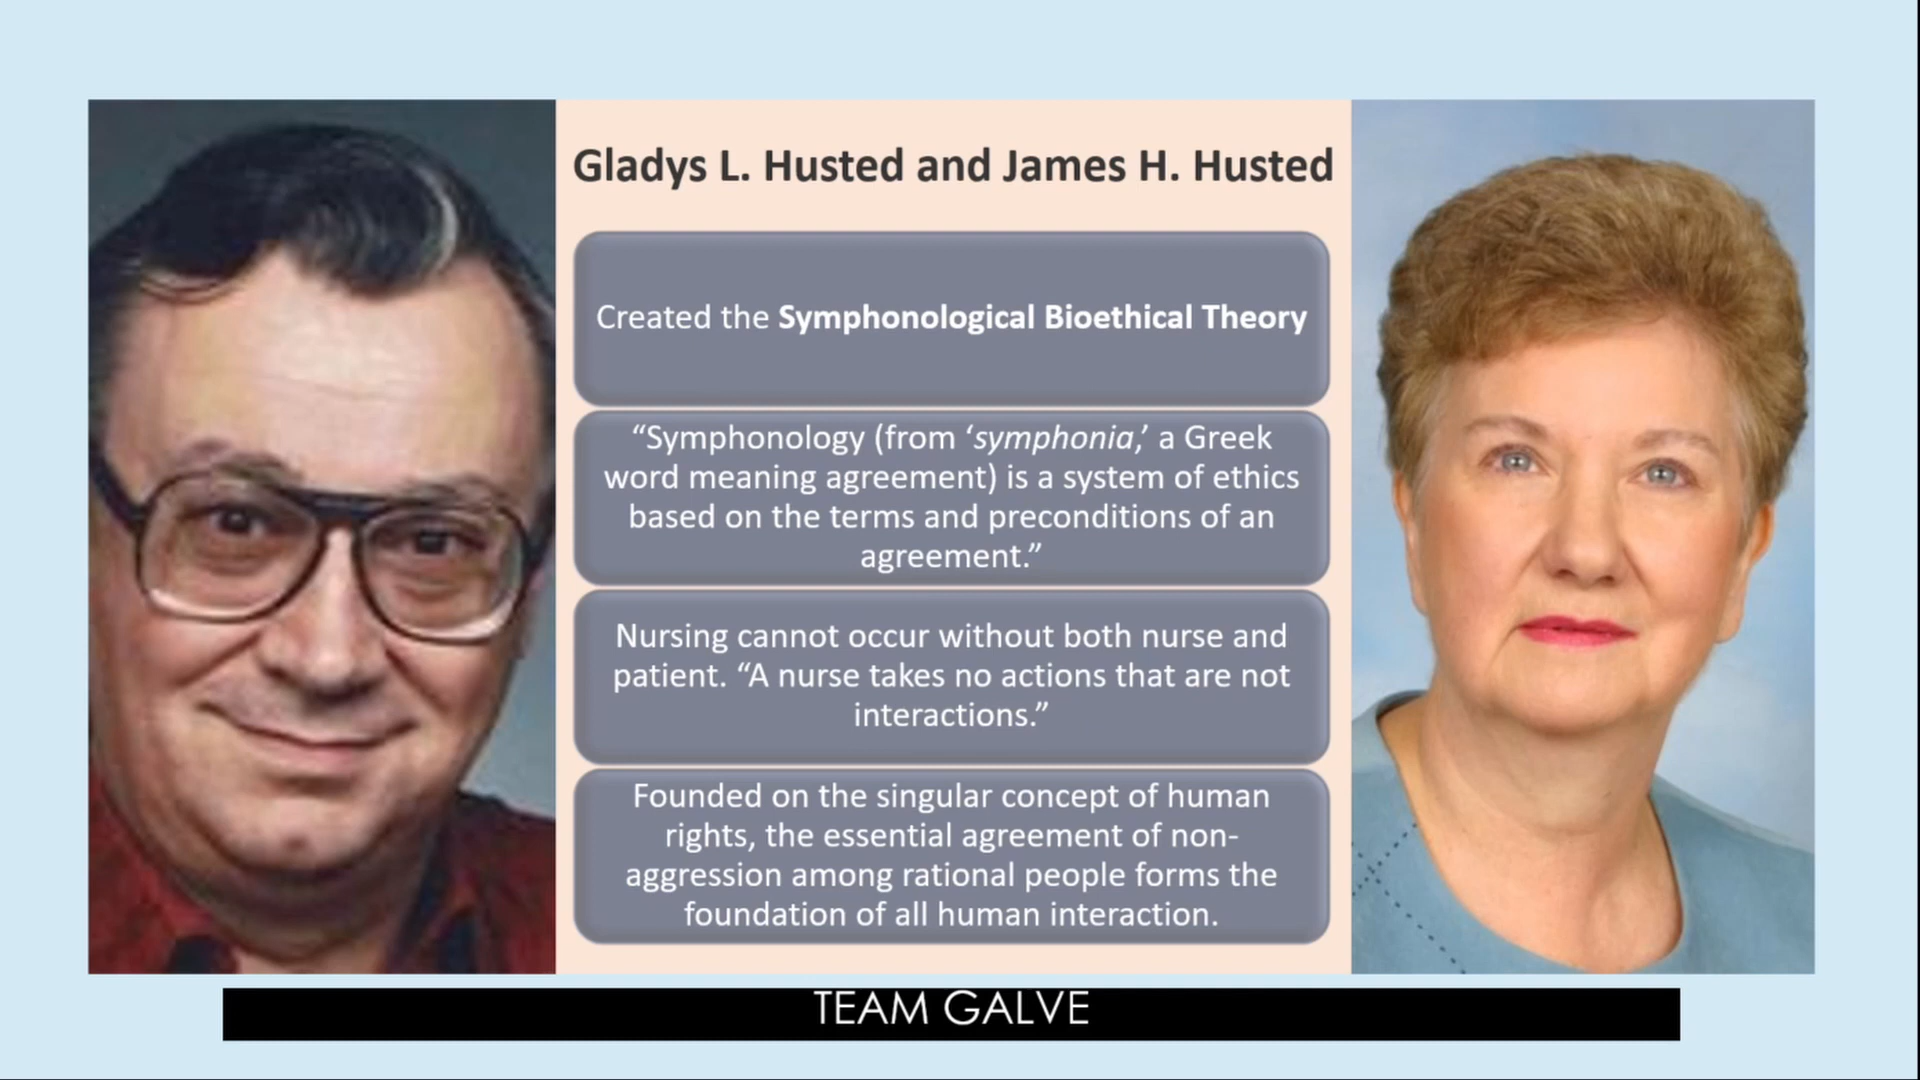 Gladys L. Husted and James H. Husted
Created the Symphonological Bioethical Theory
“Symphonology (from ‘symphonia,’ a Greek
word meaning agreement) is a system of ethics
based on the terms and preconditions of an
agreement.”
Nursing cannot occur without both nurse and
patient. “A nurse takes no actions that are not
interactions.”
Founded on the singular concept of human
rights, the essential agreement of non-
aggression among rational people forms the
foundation of all human interaction.
TEAM GALVE